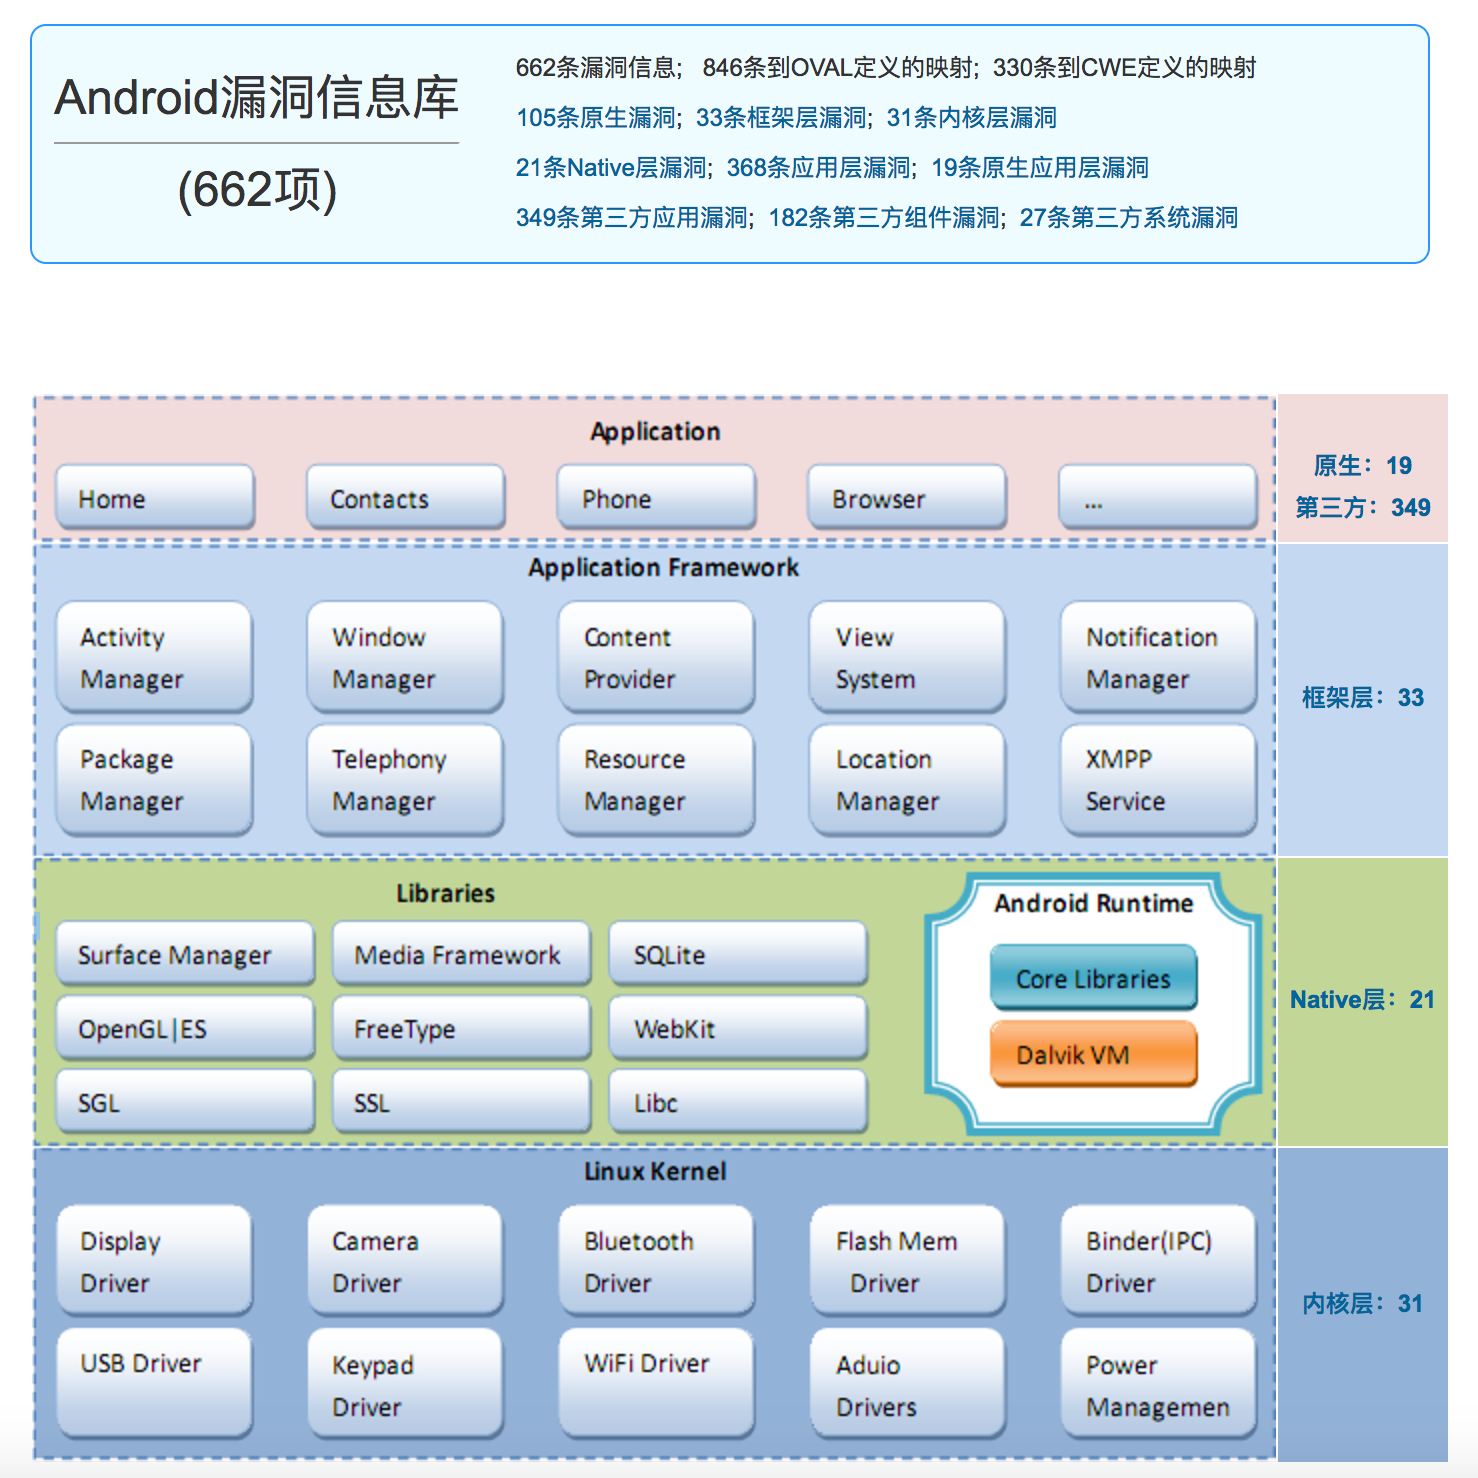 Android漏洞信息库
(662项)
662条漏洞信息; 846条到OVAL定义的映射; 330条到CWE定义的映射
105条原生漏洞; 33条框架层漏洞; 31条内核层漏洞
21条Native层漏洞; 368条应用层漏洞; 19条原生应用层漏洞
349条第三方应用漏洞; 182条第三方组件漏洞; 27条第三方系统漏洞
Application
Home
Contacts
Phone
Browser
...
原生：19
第三方：349
Application Framework
Activity
Manager
Window
Manager
Content
Provider
View
System
Notification
Manager
Package
Manager
Telephony
Manager
Resource
Manager
Location
Manager
XMPP
Service
框架层：33
Libraries
Surface Manager
Media Framework
SQLite
OpenGL|ES
FreeType
WebKit
SGL
SSL
Libc
Android Runtime
Core Libraries
Dalvik VM
Native层：21
Linux Kernel
Display
Driver
Camera
Driver
Bluetooth
Driver
Flash Mem
Driver
Binder(IPC)
Driver
USB Driver
Keypad
Driver
WiFi Driver
Aduio
Drivers
Power
Managemen
内核层：31